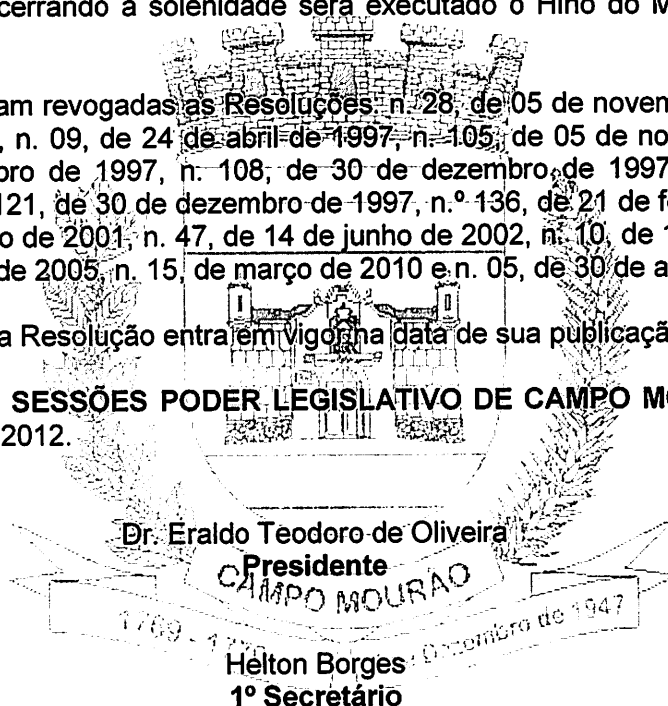 cerrando a solenidade será executado o Hino do M
am revogadas as Resoluções: n. 28, de 05 de novem
, n. 09, de 24 de abril de 1997, n. 105, de 05 de no
bro de 1997, n. 108, de 30 de dezembro de 1997
121, de 30 de dezembro de 1997, n.º 136, de 21 de f
o de 2001, n. 47, de 14 de junho de 2002, n. 10, de 1
de 2005, n. 15, de março de 2010 e n. 05, de 30 de a
a Resolução entra em vigor na data de sua publicaçã
SESSÕES PODER LEGISLATIVO DE CAMPO M
2012.
Dr. Eraldo Teodoro de Oliveira
Presidente
CAMPO MOURÃO
1769 -
Dezembro de 1947
Helton Borges
1º Secretário